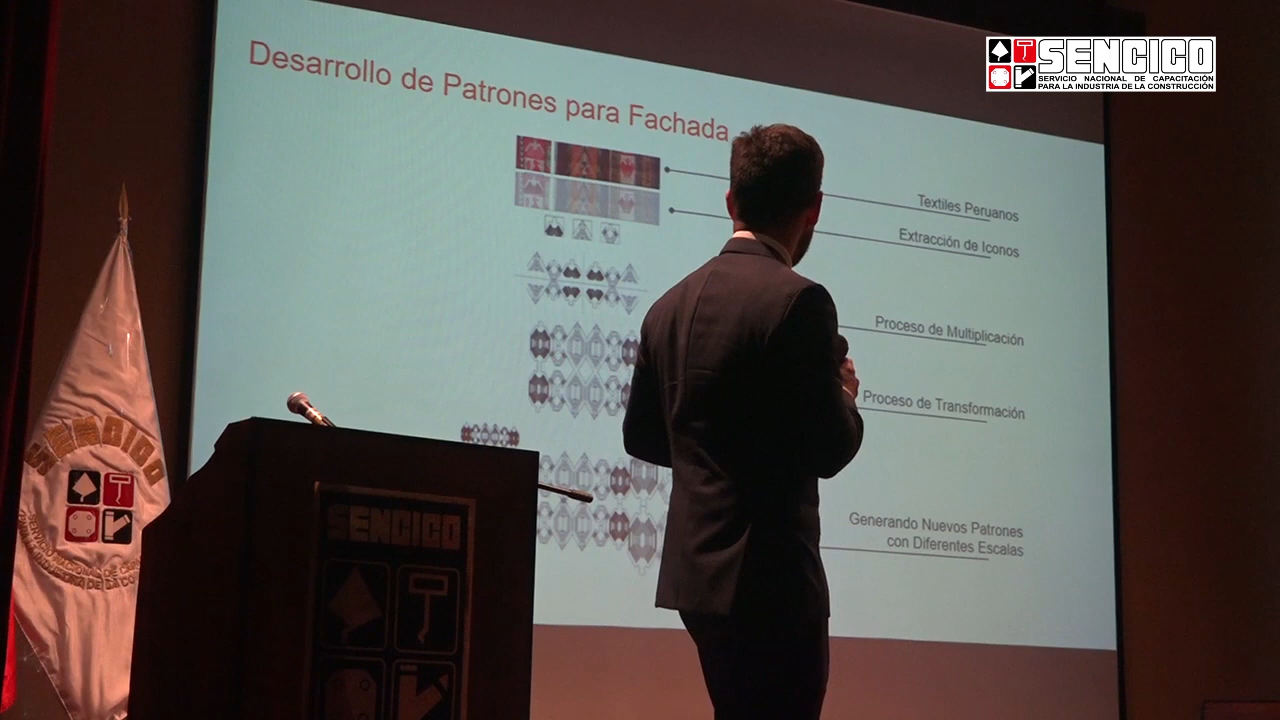 Desarrollo de Patrones para Fachada
SENCICO
SERVICIO NACIONAL DE CAPACITACIÓN
PARA LA INDUSTRIA DE LA CONSTRUCCIÓN
Textiles Peruanos
Extracción de Iconos
Proceso de Multiplicación
Proceso de Transformación
Generando Nuevos Patrones
con Diferentes Escalas
SENCICO
SENCICO